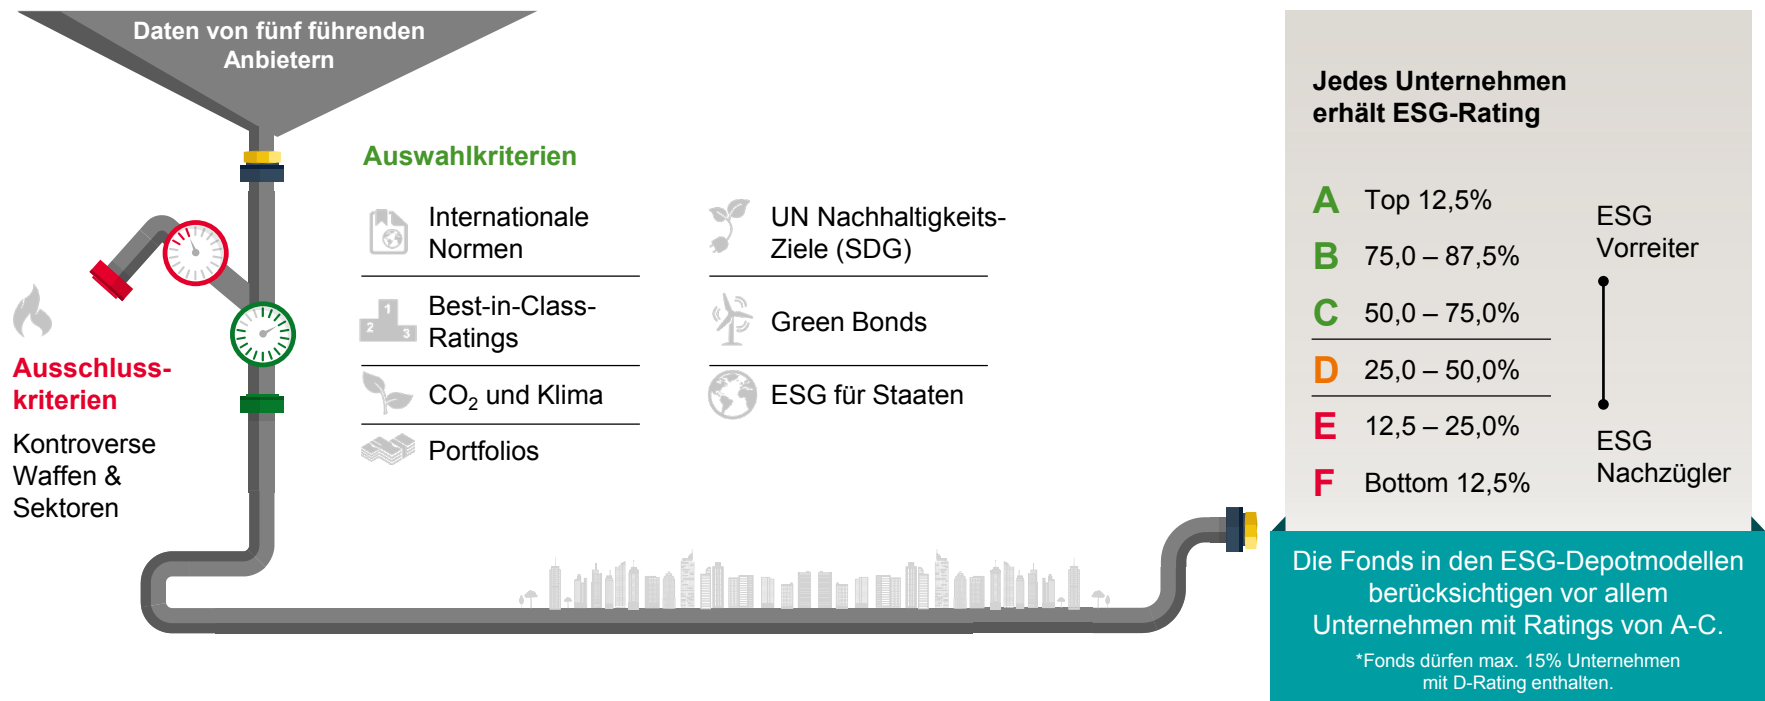 Daten von fünf führenden
Anbietern
Ausschluss-
kriterien
Kontroverse
Waffen &
Sektoren
Auswahlkriterien
Internationale
Normen
1
2
3
Best-in-Class-
Ratings
CO₂ und Klima
Portfolios
UN Nachhaltigkeits-
Ziele (SDG)
Green Bonds
ESG für Staaten
Jedes Unternehmen
erhält ESG-Rating
A Top 12,5%
B 75,0 – 87,5%
C 50,0 – 75,0%
D 25,0 – 50,0%
E 12,5 – 25,0%
F Bottom 12,5%
ESG
Vorreiter
ESG
Nachzügler
Die Fonds in den ESG-Depotmodellen
berücksichtigen vor allem
Unternehmen mit Ratings von A-C.
*Fonds dürfen max. 15% Unternehmen
mit D-Rating enthalten.